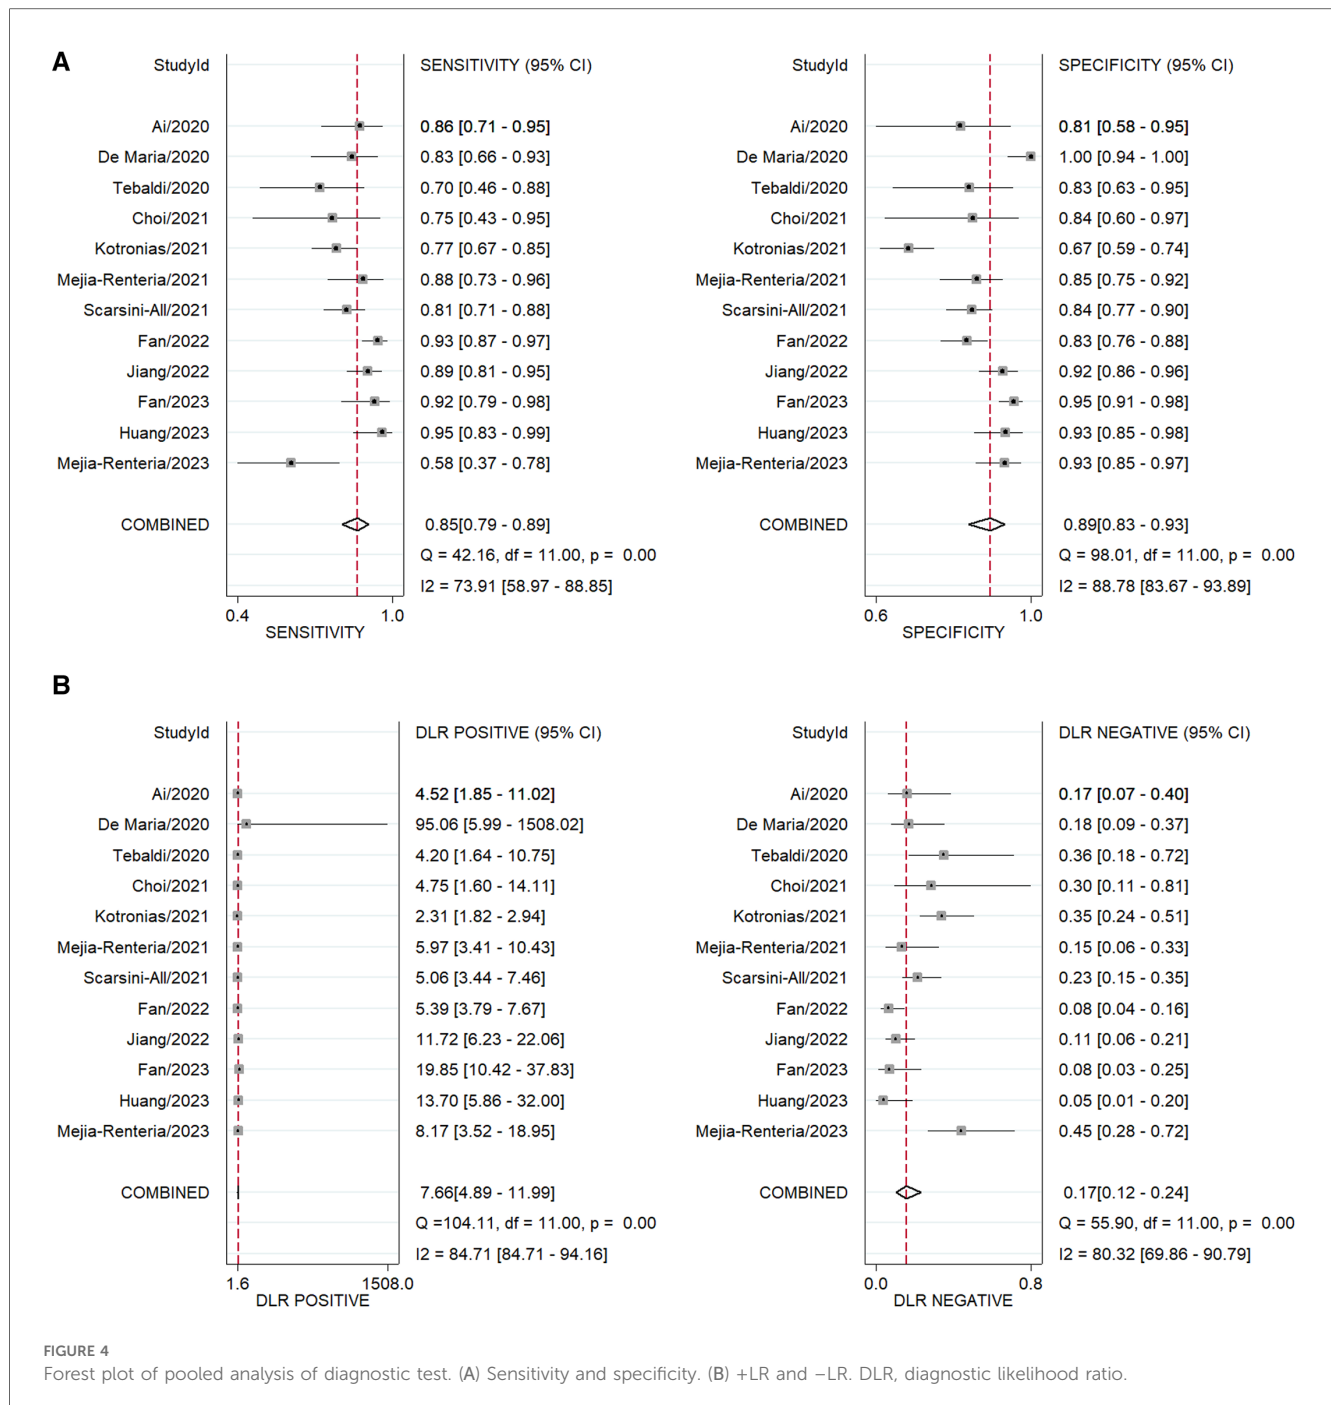 A
StudyId SENSITIVITY (95% CI)
Ai/2020 0.86 [0.71 - 0.95]
De Maria/2020 0.83 [0.66 - 0.93]
Tebaldi/2020 0.70 [0.46 - 0.88]
Choi/2021 0.75 [0.43 - 0.95]
Kotronias/2021 0.77 [0.67 - 0.85]
Mejia-Renteria/2021 0.88 [0.73 - 0.96]
Scarsini-All/2021 0.81 [0.71 - 0.88]
Fan/2022 0.93 [0.87 - 0.97]
Jiang/2022 0.89 [0.81 - 0.95]
Fan/2023 0.92 [0.79 - 0.98]
Huang/2023 0.95 [0.83 - 0.99]
Mejia-Renteria/2023 0.58 [0.37 - 0.78]
COMBINED 0.85[0.79 - 0.89]
Q = 42.16, df = 11.00, p = 0.00
I2 = 73.91 [58.97 - 88.85]
0.4 1.0
SENSITIVITY
StudyId SPECIFICITY (95% CI)
Ai/2020 0.81 [0.58 - 0.95]
De Maria/2020 1.00 [0.94 - 1.00]
Tebaldi/2020 0.83 [0.63 - 0.95]
Choi/2021 0.84 [0.60 - 0.97]
Kotronias/2021 0.67 [0.59 - 0.74]
Mejia-Renteria/2021 0.85 [0.75 - 0.92]
Scarsini-All/2021 0.84 [0.77 - 0.90]
Fan/2022 0.83 [0.76 - 0.88]
Jiang/2022 0.92 [0.86 - 0.96]
Fan/2023 0.95 [0.91 - 0.98]
Huang/2023 0.93 [0.85 - 0.98]
Mejia-Renteria/2023 0.93 [0.85 - 0.97]
COMBINED 0.89[0.83 - 0.93]
Q = 98.01, df = 11.00, p = 0.00
I2 = 88.78 [83.67 - 93.89]
0.6 1.0
SPECIFICITY
B
StudyId DLR POSITIVE (95% CI)
Ai/2020 4.52 [1.85 - 11.02]
De Maria/2020 95.06 [5.99 - 1508.02]
Tebaldi/2020 4.20 [1.64 - 10.75]
Choi/2021 4.75 [1.60 - 14.11]
Kotronias/2021 2.31 [1.82 - 2.94]
Mejia-Renteria/2021 5.97 [3.41 - 10.43]
Scarsini-All/2021 5.06 [3.44 - 7.46]
Fan/2022 5.39 [3.79 - 7.67]
Jiang/2022 11.72 [6.23 - 22.06]
Fan/2023 19.85 [10.42 - 37.83]
Huang/2023 13.70 [5.86 - 32.00]
Mejia-Renteria/2023 8.17 [3.52 - 18.95]
COMBINED 7.66[4.89 - 11.99]
Q =104.11, df = 11.00, p = 0.00
I2 = 84.71 [84.71 - 94.16]
1.6 1508.0
DLR POSITIVE
StudyId DLR NEGATIVE (95% CI)
Ai/2020 0.17 [0.07 - 0.40]
De Maria/2020 0.18 [0.09 - 0.37]
Tebaldi/2020 0.36 [0.18 - 0.72]
Choi/2021 0.30 [0.11 - 0.81]
Kotronias/2021 0.35 [0.24 - 0.51]
Mejia-Renteria/2021 0.15 [0.06 - 0.33]
Scarsini-All/2021 0.23 [0.15 - 0.35]
Fan/2022 0.08 [0.04 - 0.16]
Jiang/2022 0.11 [0.06 - 0.21]
Fan/2023 0.08 [0.03 - 0.25]
Huang/2023 0.05 [0.01 - 0.20]
Mejia-Renteria/2023 0.45 [0.28 - 0.72]
COMBINED 0.17[0.12 - 0.24]
Q = 55.90, df = 11.00, p = 0.00
I2 = 80.32 [69.86 - 90.79]
0.0 0.8
DLR NEGATIVE
FIGURE 4
Forest plot of pooled analysis of diagnostic test. (A) Sensitivity and specificity. (B) +LR and −LR. DLR, diagnostic likelihood ratio.